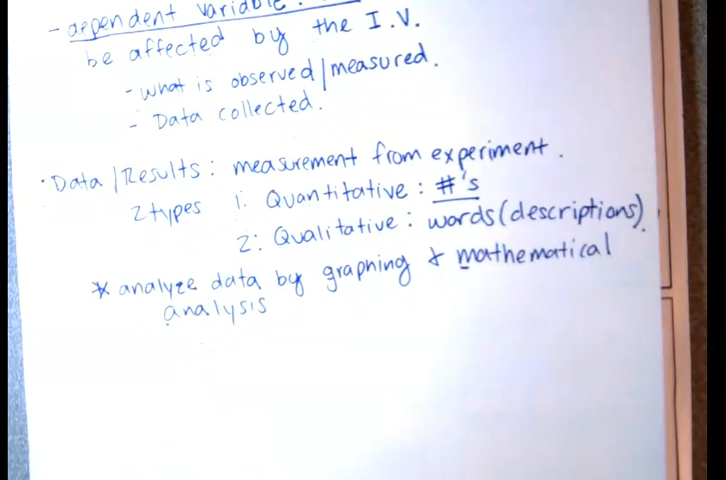 - dependent variable:
be affected by the I.V.
- what is observed/measured.
- Data collected.
• Data/Results: measurement from experiment.
2 types 1: Quantitative: #'s
2: Qualitative: words(descriptions).
* analyze data by graphing & mathematical
analysis